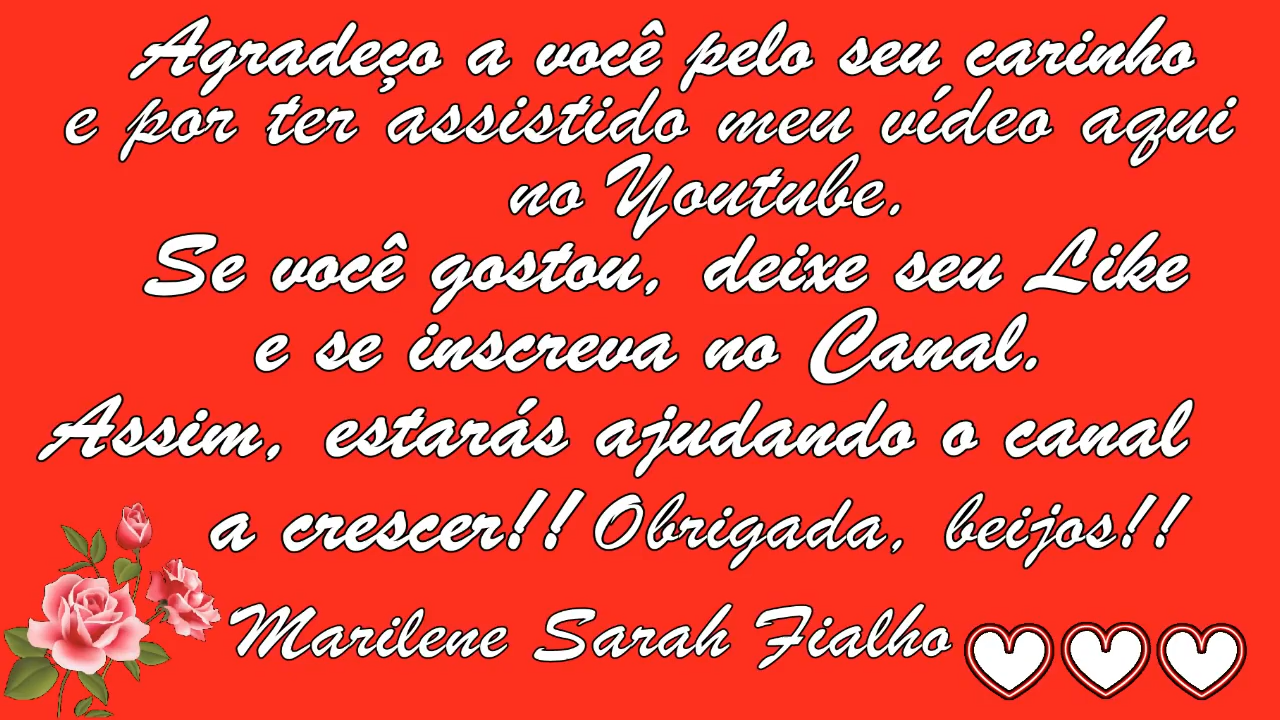 Agradeço a você pelo seu carinho
e por ter assistido meu vídeo aqui
no Youtube.
Se você gostou, deixe seu Like
e se inscreva no Canal.
Assim, estarás ajudando o canal
a crescer!! Obrigada, beijos!!
Marilene Sarah Fialho